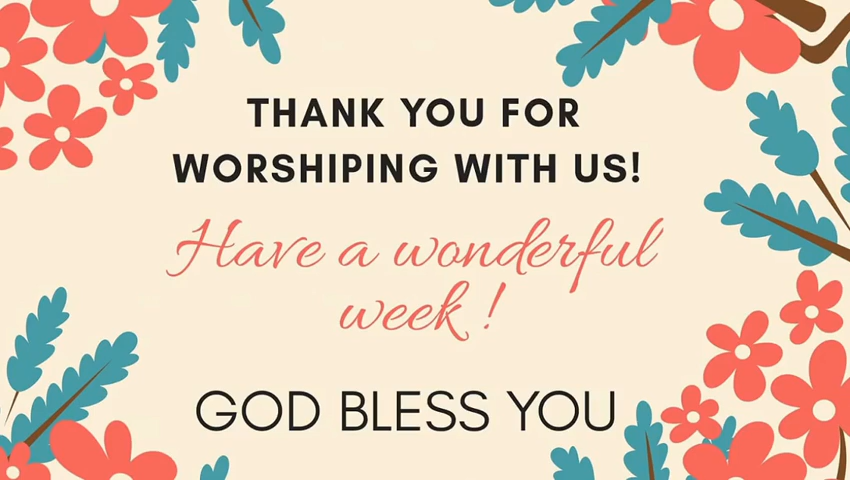 THANK YOU FOR
WORSHIPING WITH US!
Have a wonderful
week !
GOD BLESS YOU